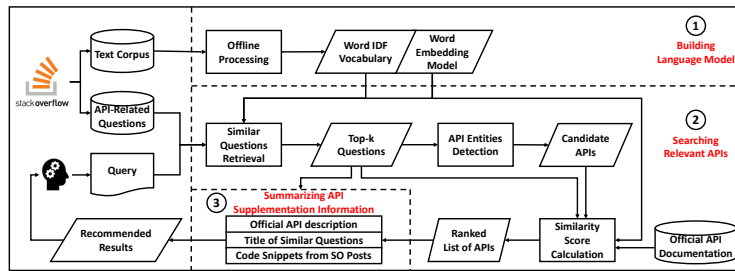 Text Corpus
Offline
Processing
Word IDF
Vocabulary
Word
Embedding
Model
1
Building
Language Model
stackoverflow
API-Related
Questions
Similar
Questions
Retrieval
Top-k
Questions
API Entities
Detection
Candidate
APIs
2
Searching
Relevant APIs
Query
3
Summarizing API
Supplementation Information
Official API description
Title of Similar Questions
Code Snippets from SO Posts
Recommended
Results
Ranked
List of APIs
Similarity
Score
Calculation
Official API
Documentation